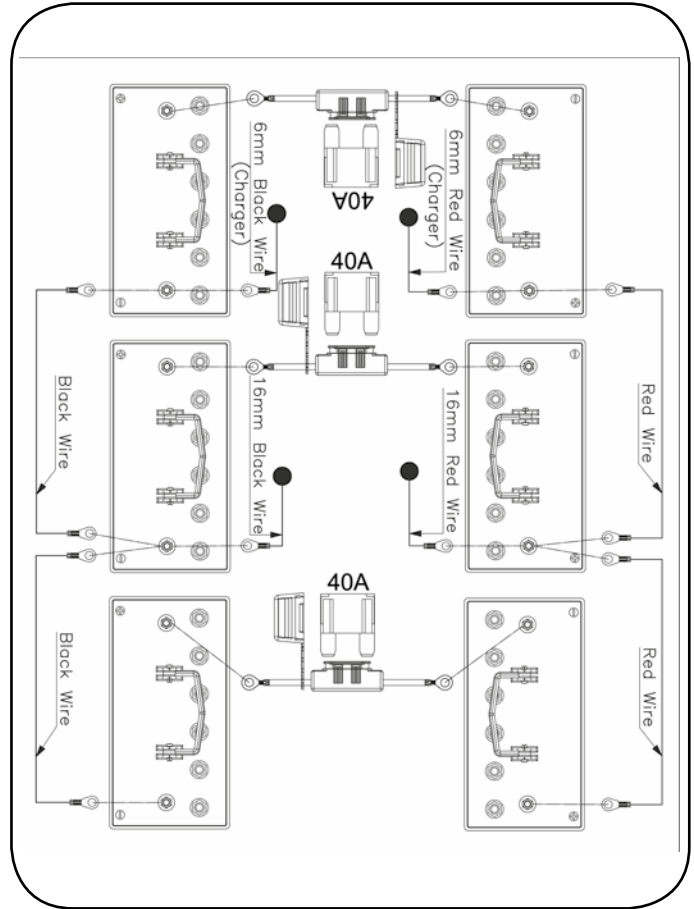 40A
6mm Black Wire
(Charger)
6mm Red Wire
(Charger)
40A
Black Wire
16mm Black Wire
16mm Red Wire
Red Wire
40A
Black Wire
Red Wire